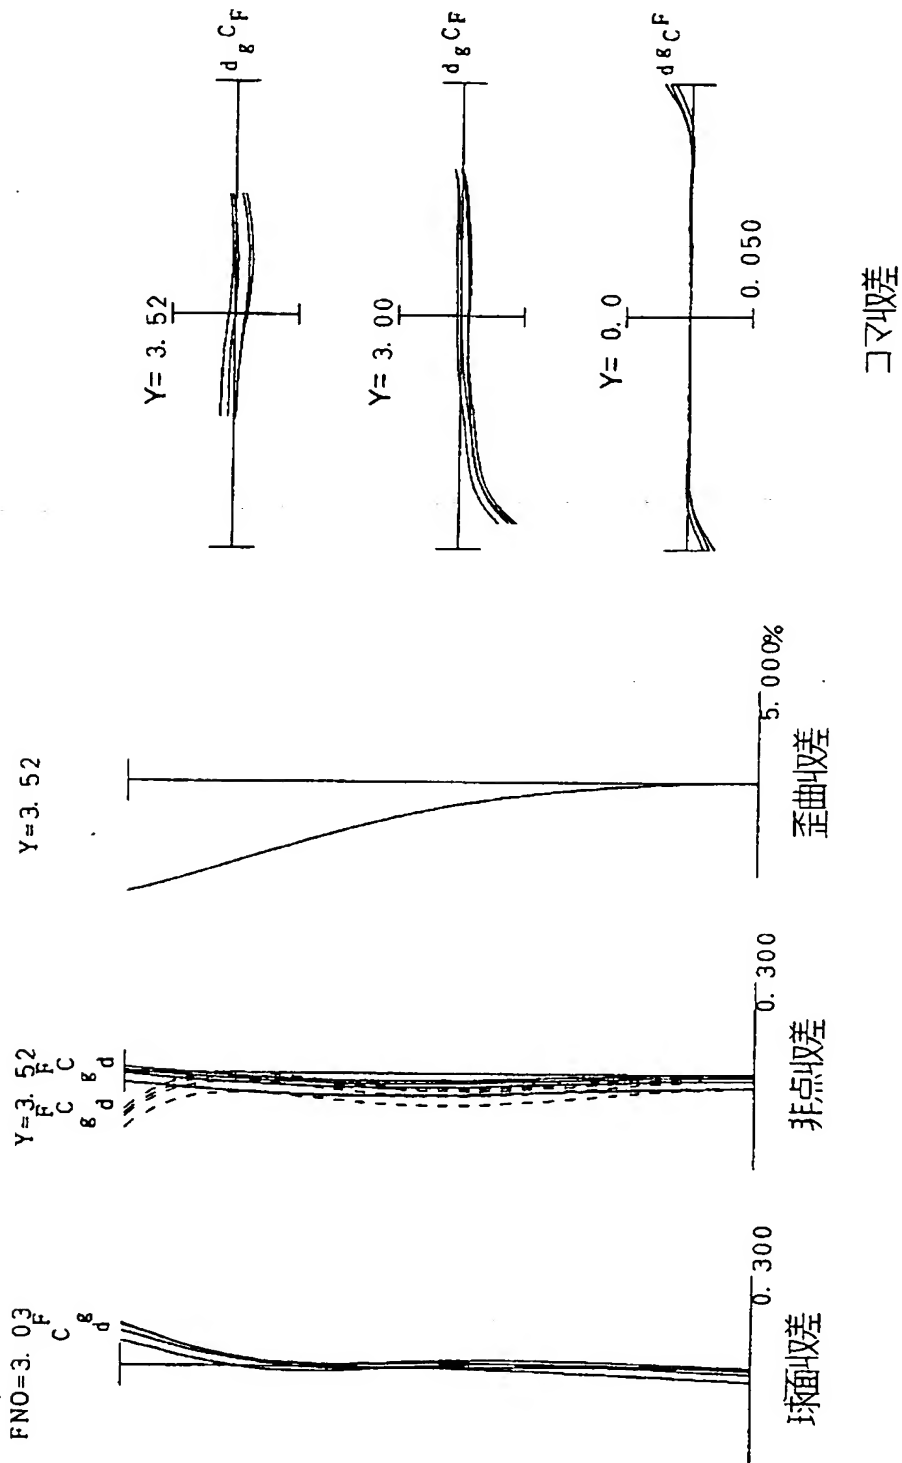 FNO=3.03
F
C
g
d
0.300
球面収差
Y=3.52
F
C
g
d
F
C
g
d
0.300
非点収差
Y=3.52
5.000%
歪曲収差
Y=3.52
d g C F
Y=3.00
d g C F
Y=0.0
d g C F
0.050
コマ収差